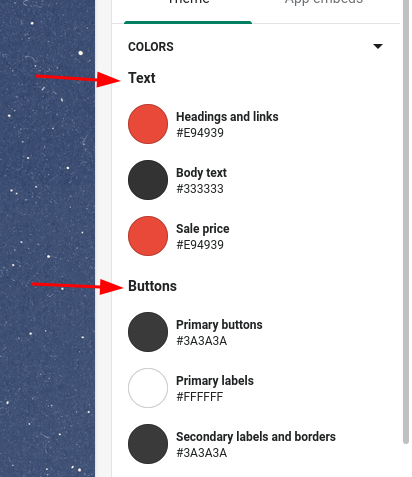 Theme
App embeds
COLORS
Text
Headings and links
#E94939
Body text
#333333
Sale price
#E94939
Buttons
Primary buttons
#3A3A3A
Primary labels
#FFFFFF
Secondary labels and borders
#3A3A3A